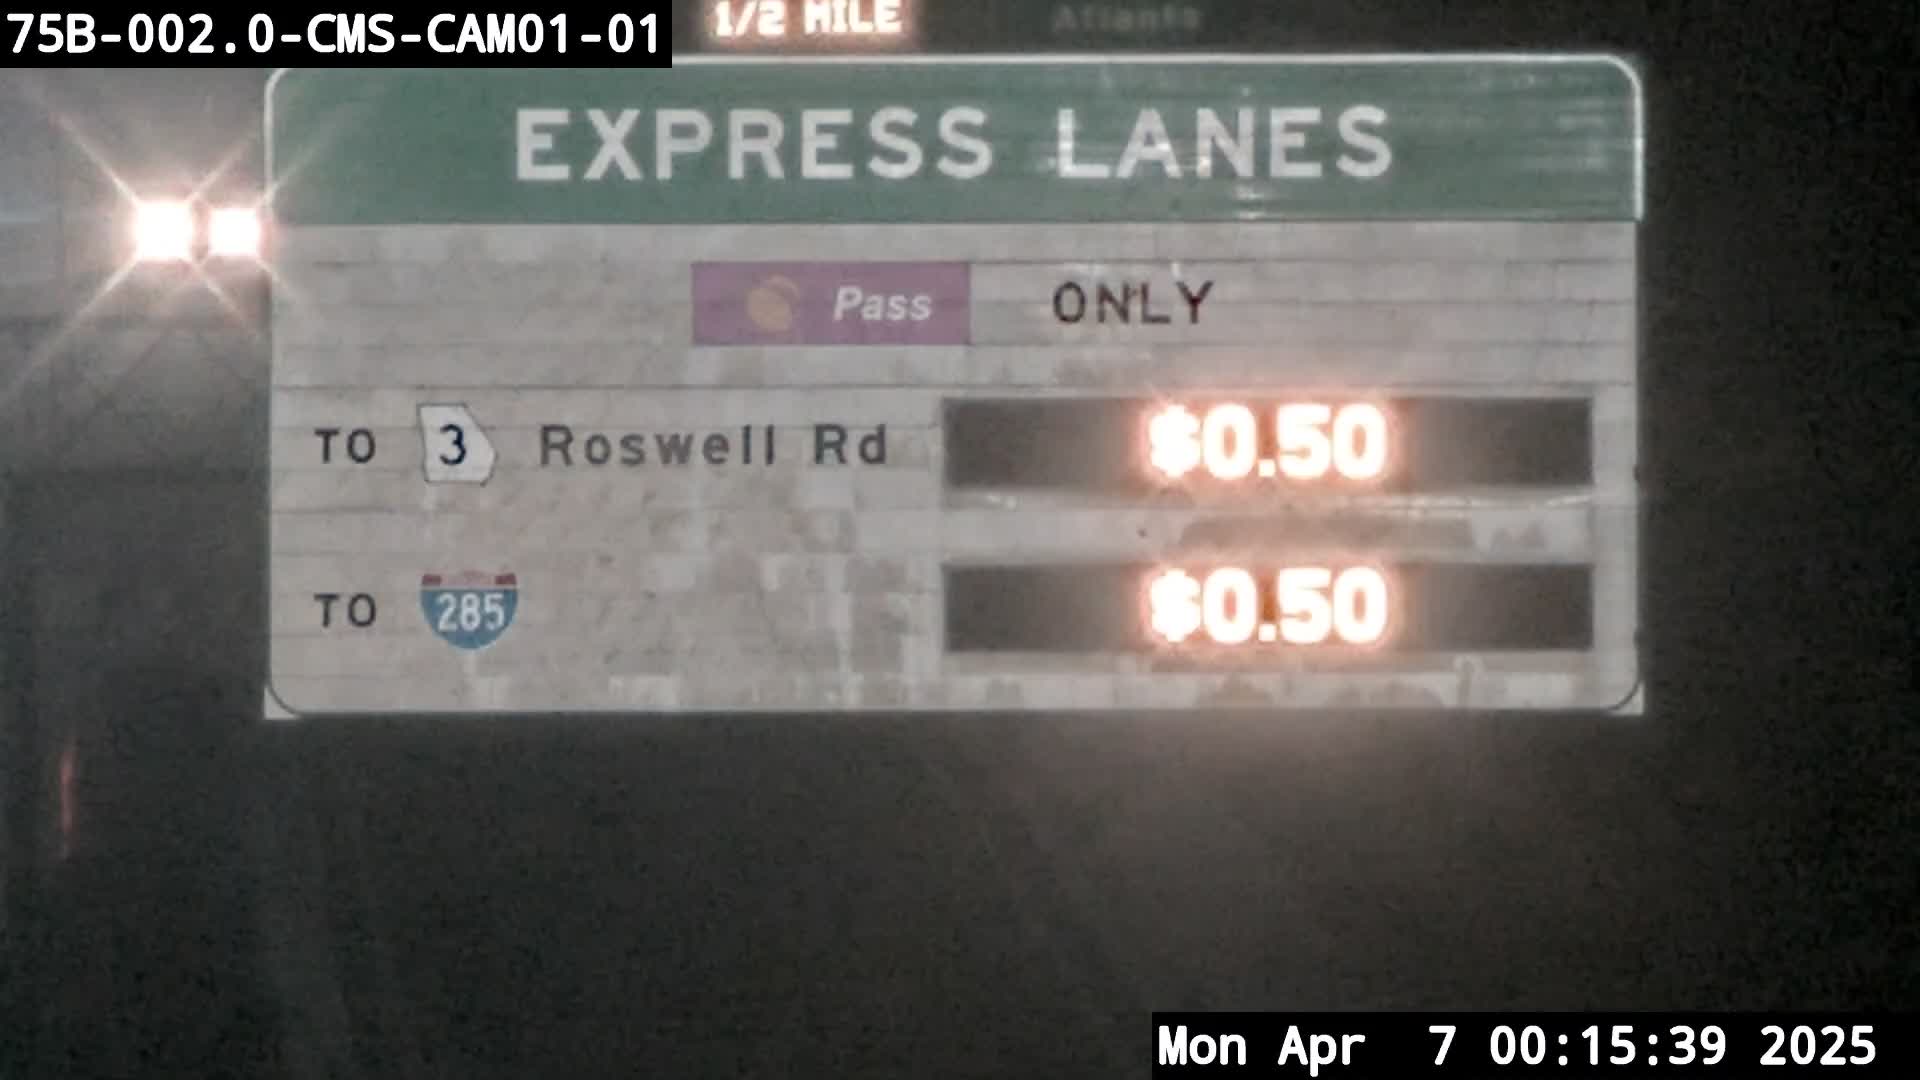 75B-002.0-CMS-CAM01-01
1/2 MILE
Atlanta
EXPRESS LANES
Pass ONLY
TO 3 Roswell Rd $0.50
TO 285 $0.50
Mon Apr 7 00:15:39 2025